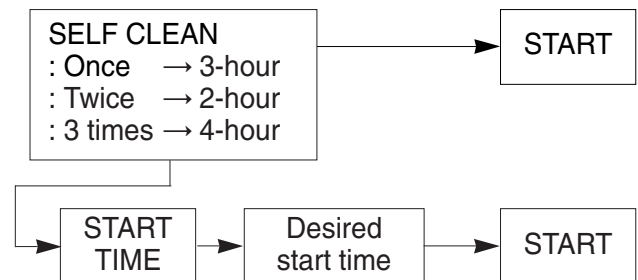 SELF CLEAN
: Once → 3-hour
: Twice → 2-hour
: 3 times → 4-hour
START
START
TIME
Desired
start time
START